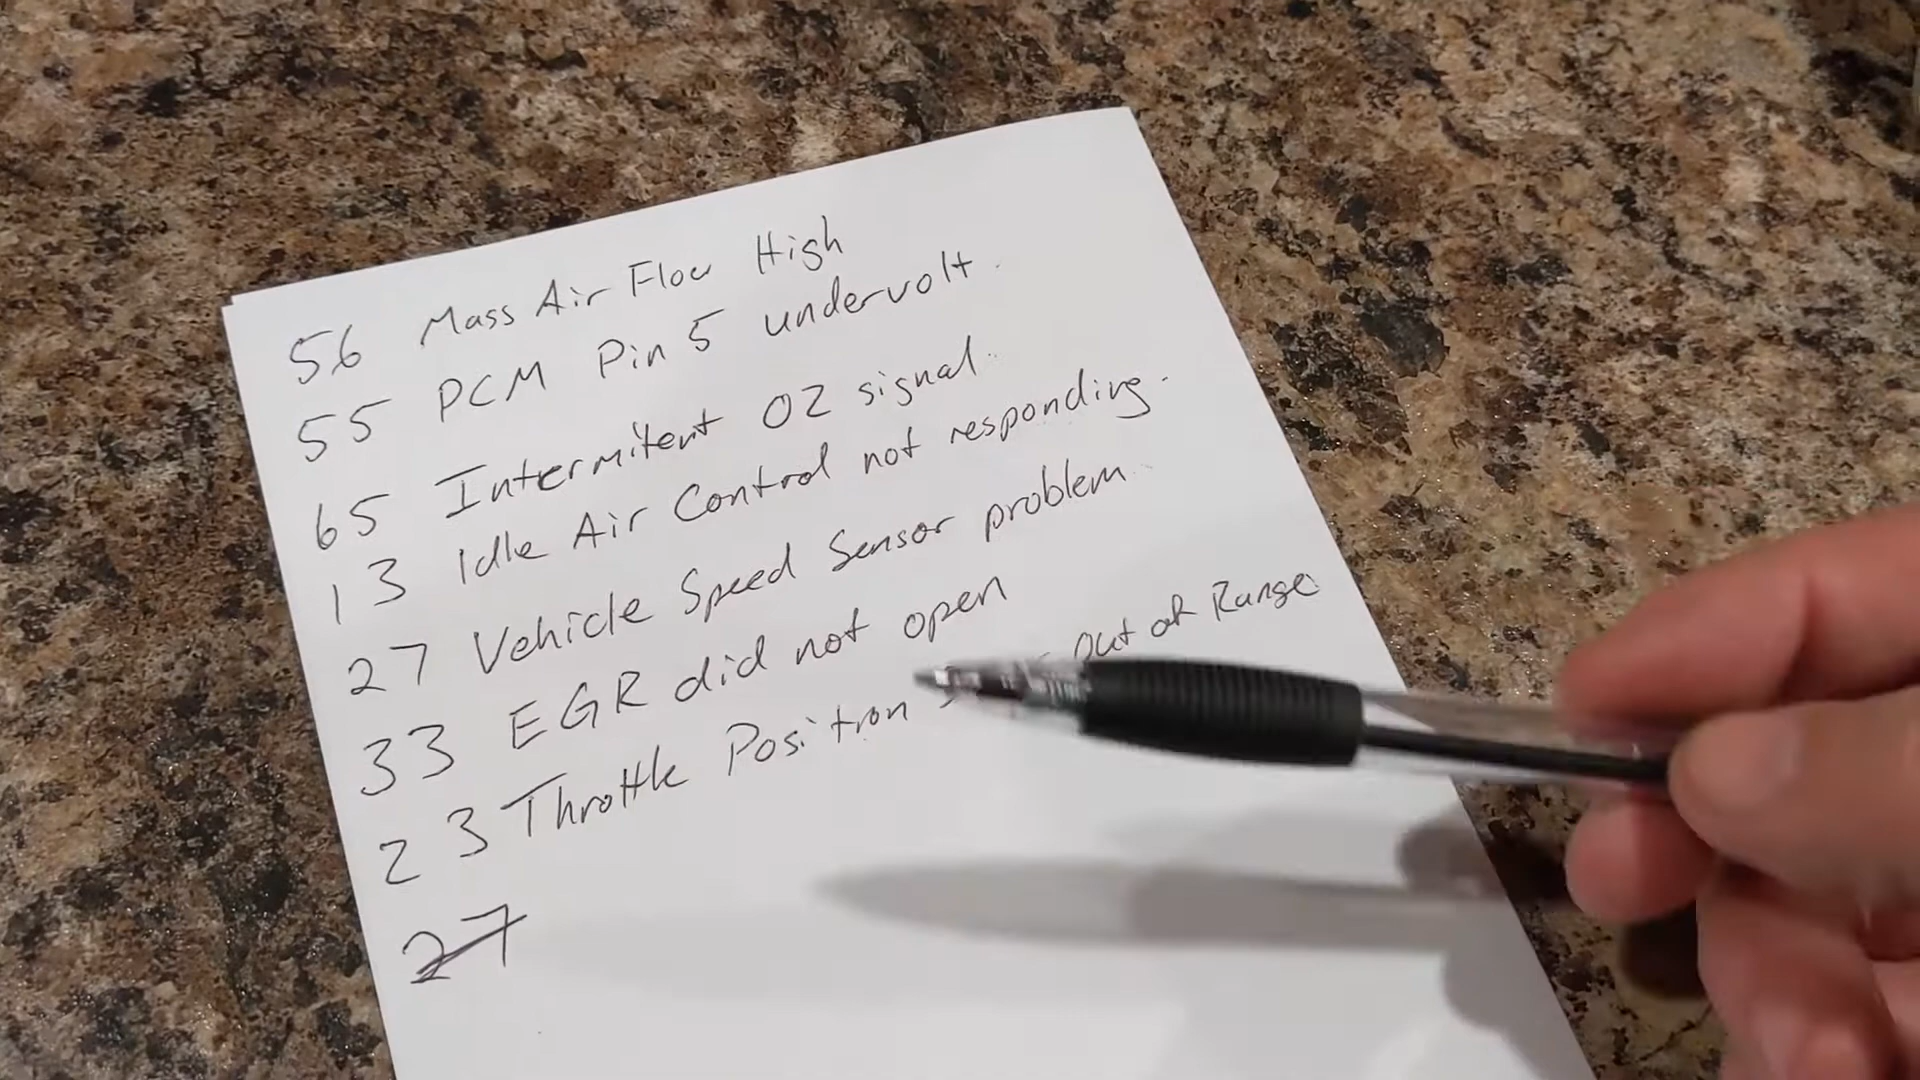 56 Mass Air Flow High
55 PCM Pin 5 undervolt
65 Intermitent O2 signal
13 Idle Air Control not responding.
27 Vehicle Speed Sensor problem
33 EGR did not open
23 Throttle Position out of Range
27